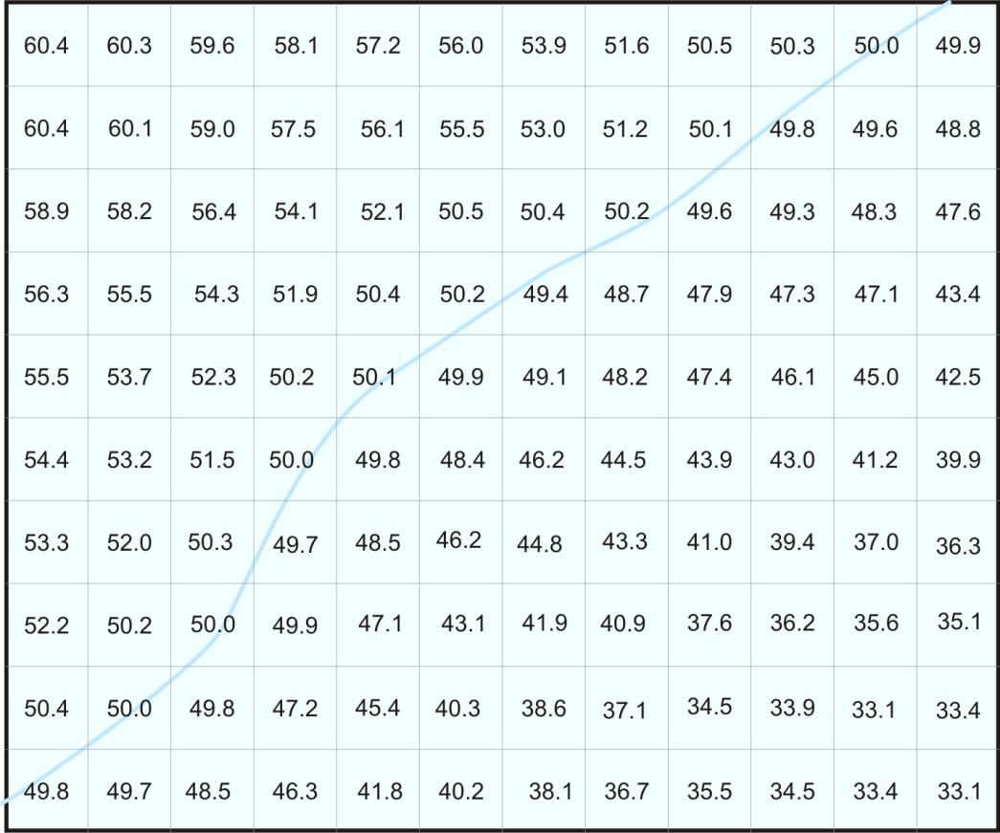 60.4 60.3 59.6 58.1 57.2 56.0 53.9 51.6 50.5 50.3 50.0 49.9
60.4 60.1 59.0 57.5 56.1 55.5 53.0 51.2 50.1 49.8 49.6 48.8
58.9 58.2 56.4 54.1 52.1 50.5 50.4 50.2 49.6 49.3 48.3 47.6
56.3 55.5 54.3 51.9 50.4 50.2 49.4 48.7 47.9 47.3 47.1 43.4
55.5 53.7 52.3 50.2 50.1 49.9 49.1 48.2 47.4 46.1 45.0 42.5
54.4 53.2 51.5 50.0 49.8 48.4 46.2 44.5 43.9 43.0 41.2 39.9
53.3 52.0 50.3 49.7 48.5 46.2 44.8 43.3 41.0 39.4 37.0 36.3
52.2 50.2 50.0 49.9 47.1 43.1 41.9 40.9 37.6 36.2 35.6 35.1
50.4 50.0 49.8 47.2 45.4 40.3 38.6 37.1 34.5 33.9 33.1 33.4
49.8 49.7 48.5 46.3 41.8 40.2 38.1 36.7 35.5 34.5 33.4 33.1